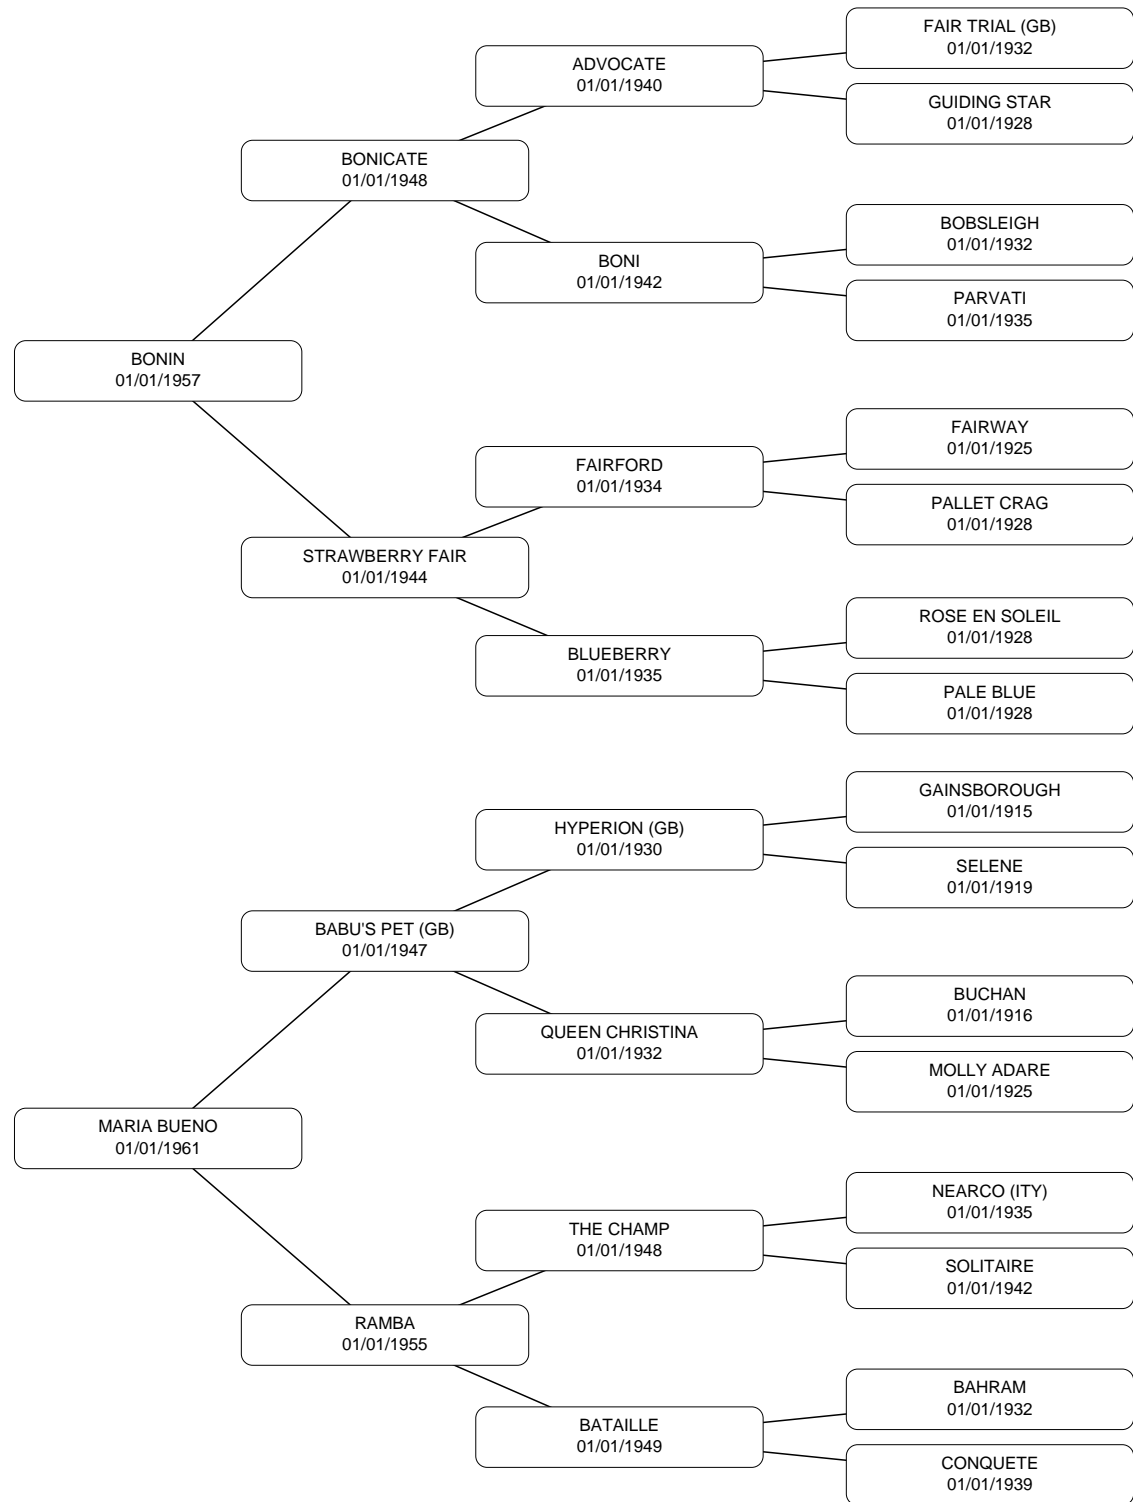 FAIR TRIAL (GB)
01/01/1932
ADVOCATE
01/01/1940
GUIDING STAR
01/01/1928
BONICATE
01/01/1948
BOBSLEIGH
01/01/1932
BONI
01/01/1942
PARVATI
01/01/1935
BONIN
01/01/1957
FAIRWAY
01/01/1925
FAIRFORD
01/01/1934
PALLET CRAG
01/01/1928
STRAWBERRY FAIR
01/01/1944
ROSE EN SOLEIL
01/01/1928
BLUEBERRY
01/01/1935
PALE BLUE
01/01/1928
GAINSBOROUGH
01/01/1915
HYPERION (GB)
01/01/1930
SELENE
01/01/1919
BABU'S PET (GB)
01/01/1947
BUCHAN
01/01/1916
QUEEN CHRISTINA
01/01/1932
MOLLY ADARE
01/01/1925
MARIA BUENO
01/01/1961
NEARCO (ITY)
01/01/1935
THE CHAMP
01/01/1948
SOLITAIRE
01/01/1942
RAMBA
01/01/1955
BAHRAM
01/01/1932
BATAILLE
01/01/1949
CONQUETE
01/01/1939